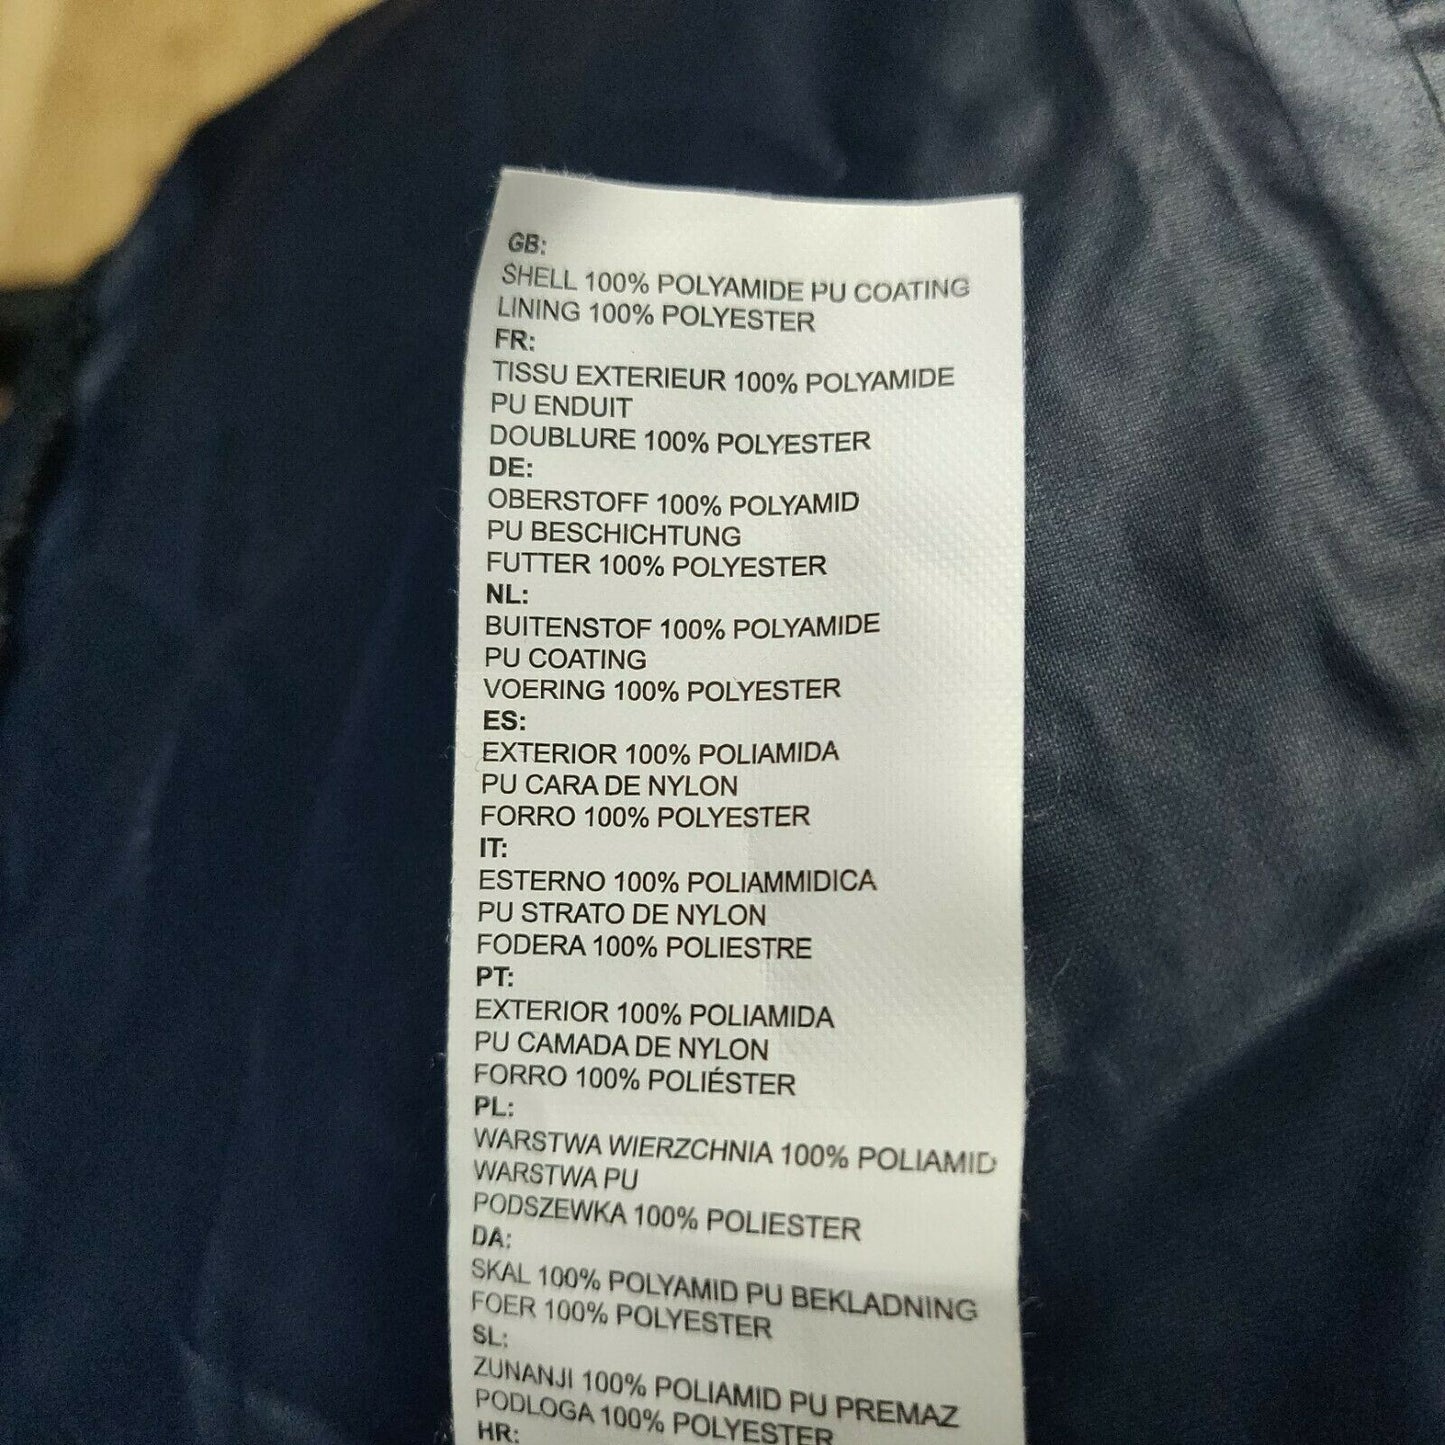 GB:
SHELL 100% POLYAMIDE PU COATING
LINING 100% POLYESTER
FR:
TISSU EXTERIEUR 100% POLYAMIDE
PU ENDUIT
DOUBLURE 100% POLYESTER
DE:
OBERSTOFF 100% POLYAMID
PU BESCHICHTUNG
FUTTER 100% POLYESTER
NL:
BUITENSTOF 100% POLYAMIDE
PU COATING
VOERING 100% POLYESTER
ES:
EXTERIOR 100% POLIAMIDA
PU CARA DE NYLON
FORRO 100% POLYESTER
IT:
ESTERNO 100% POLIAMMIDICA
PU STRATO DE NYLON
FODERA 100% POLIESTRE
PT:
EXTERIOR 100% POLIAMIDA
PU CAMADA DE NYLON
FORRO 100% POLIÉSTER
PL:
WARSTWA WIERZCHNIA 100% POLIAMID
WARSTWA PU
PODSZEWKA 100% POLIESTER
DA:
SKAL 100% POLYAMID PU BEKLADNING
FOER 100% POLYESTER
SL:
ZUNANJI 100% POLIAMID PU PREMAZ
PODLOGA 100% POLYESTER
HR: